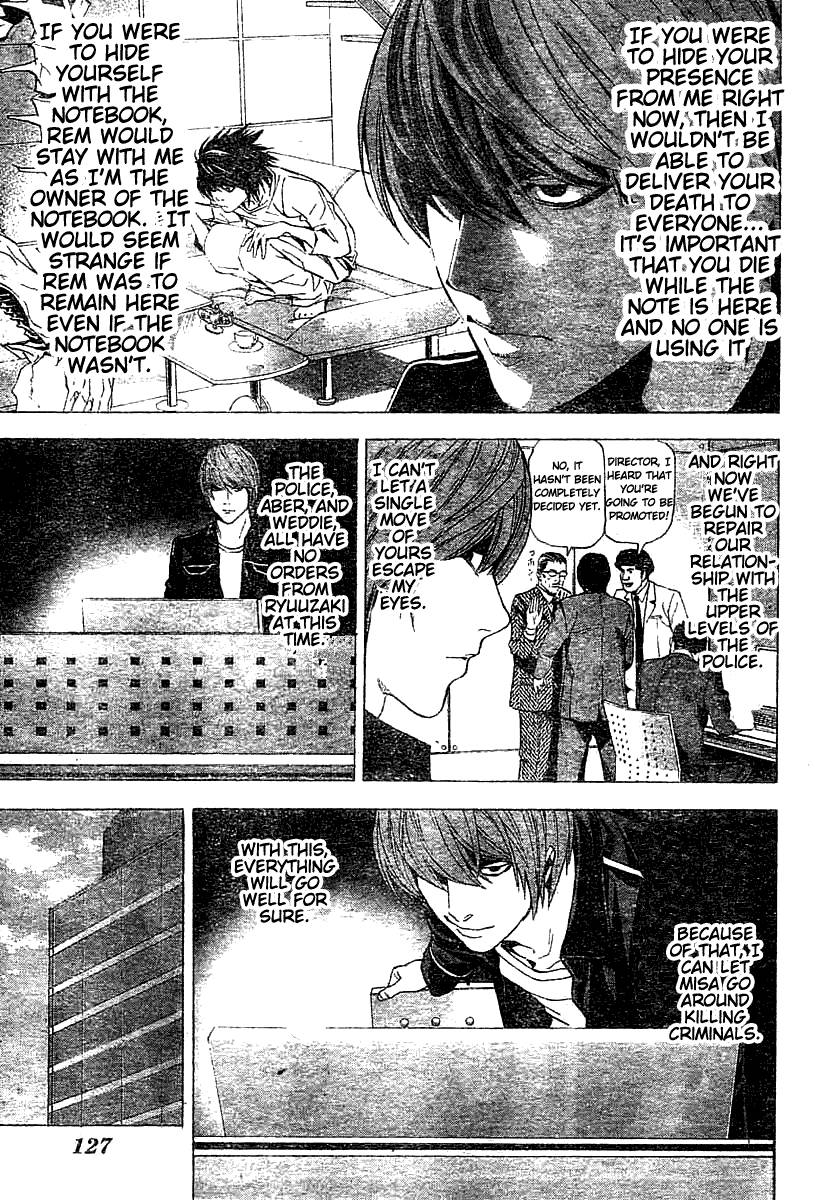 IF YOU WERE
TO HIDE YOUR
PRESENCE
FROM ME RIGHT
NOW, THEN I
WOULDN'T BE
ABLE TO
DELIVER YOUR
DEATH TO
EVERYONE...
IT'S IMPORTANT
THAT YOU DIE
WHILE THE
NOTE IS HERE
AND NO ONE IS
USING IT
IF YOU WERE
TO HIDE
YOURSELF
WITH THE
NOTEBOOK,
REM WOULD
STAY WITH ME
AS I'M THE
OWNER OF THE
NOTEBOOK. IT
WOULD SEEM
STRANGE IF
REM WAS TO
REMAIN HERE
EVEN IF THE
NOTEBOOK
WASN'T.
AND RIGHT
NOW
WE'VE
BEGUN TO
REPAIR
OUR
RELATION-
SHIP WITH
THE
UPPER
LEVELS OF
THE
POLICE.
DIRECTOR, I
HEARD THAT
YOU'RE
GOING TO BE
PROMOTED!
NO, IT
HASN'T BEEN
COMPLETELY
DECIDED YET.
I CAN'T
LET A
SINGLE
MOVE
OF
YOURS
ESCAPE
MY
EYES.
THE
POLICE,
ABER, AND
WEDDIE,
ALL HAVE
NO
ORDERS
FROM
RYUUZAKI
AT THIS
TIME.
BECAUSE
OF THAT, I
CAN LET
MISA GO
AROUND
KILLING
CRIMINALS.
WITH THIS,
EVERYTHING
WILL GO
WELL FOR
SURE.
127